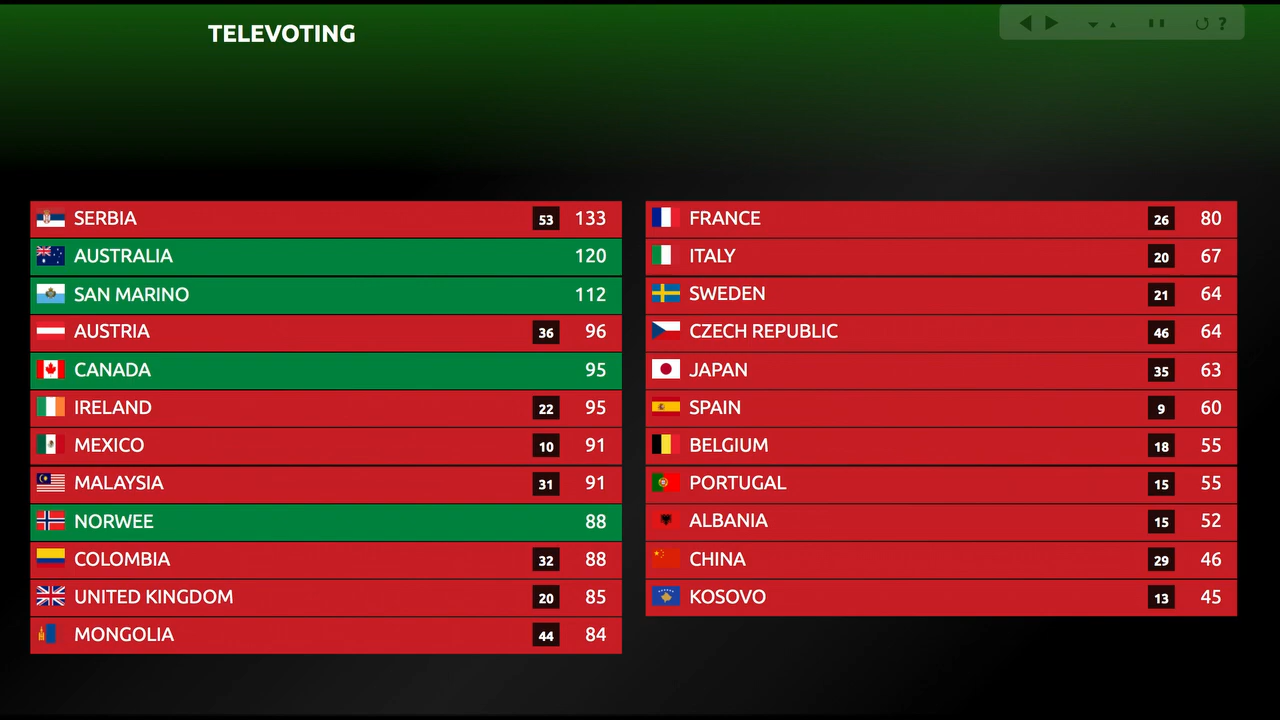 TELEVOTING
?
SERBIA 53 133
AUSTRALIA 120
SAN MARINO 112
AUSTRIA 36 96
CANADA 95
IRELAND 22 95
MEXICO 10 91
MALAYSIA 31 91
NORWEE 88
COLOMBIA 32 88
UNITED KINGDOM 20 85
MONGOLIA 44 84
FRANCE 26 80
ITALY 20 67
SWEDEN 21 64
CZECH REPUBLIC 46 64
JAPAN 35 63
SPAIN 9 60
BELGIUM 18 55
PORTUGAL 15 55
ALBANIA 15 52
CHINA 29 46
KOSOVO 13 45